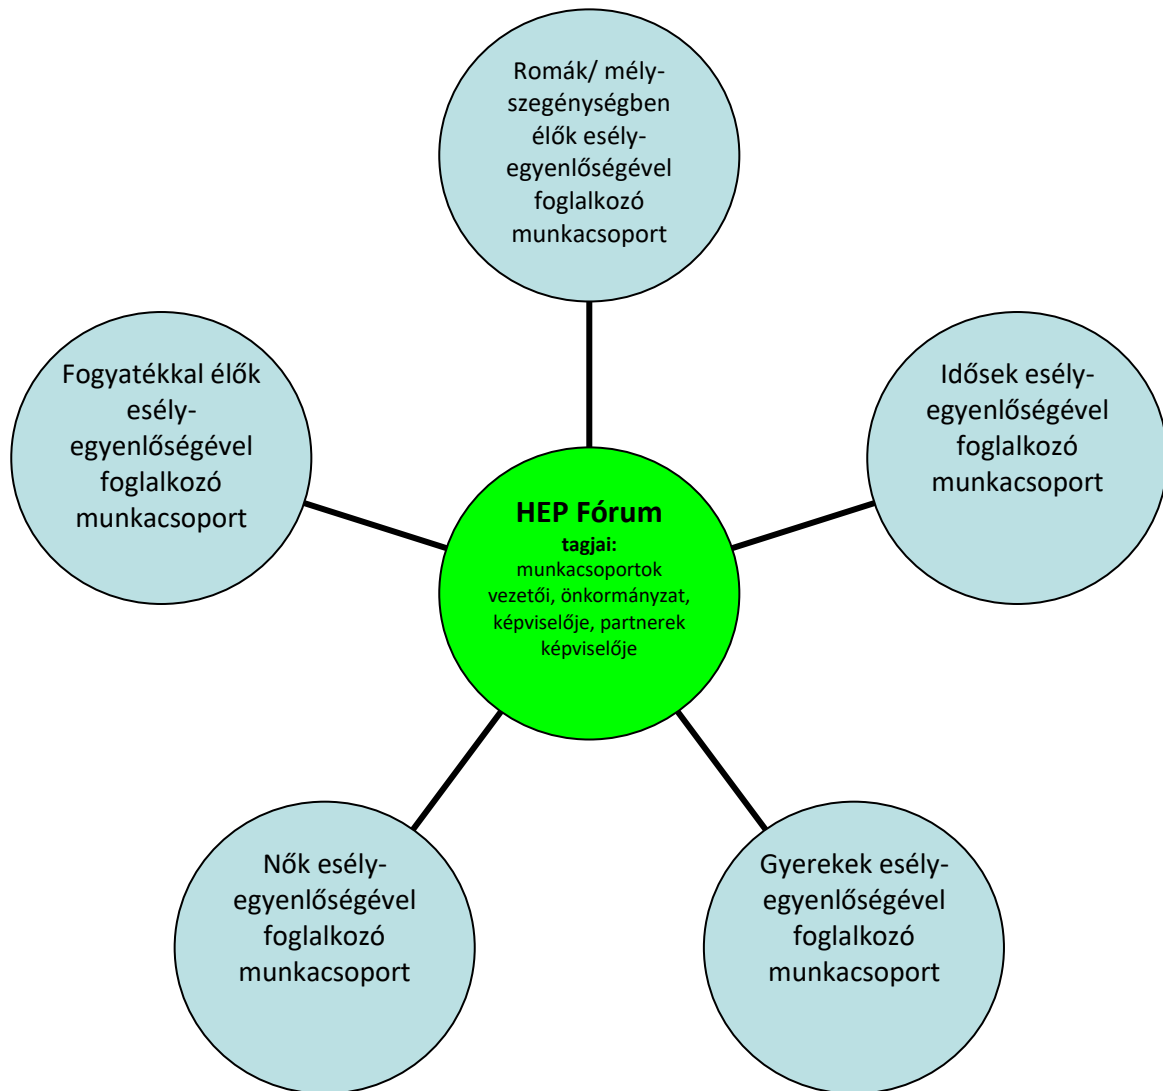 Romák/ mély-
szegénységben
élők esély-
egyenlőségével
foglalkozó
munkacsoport
Fogyatékkal élők
esély-
egyenlőségével
foglalkozó
munkacsoport
Idősek esély-
egyenlőségével
foglalkozó
munkacsoport
HEP Fórum
tagjai:
munkacsoportok
vezetői, önkormányzat,
képviselője, partnerek
képviselője
Nők esély-
egyenlőségével
foglalkozó
munkacsoport
Gyerekek esély-
egyenlőségével
foglalkozó
munkacsoport